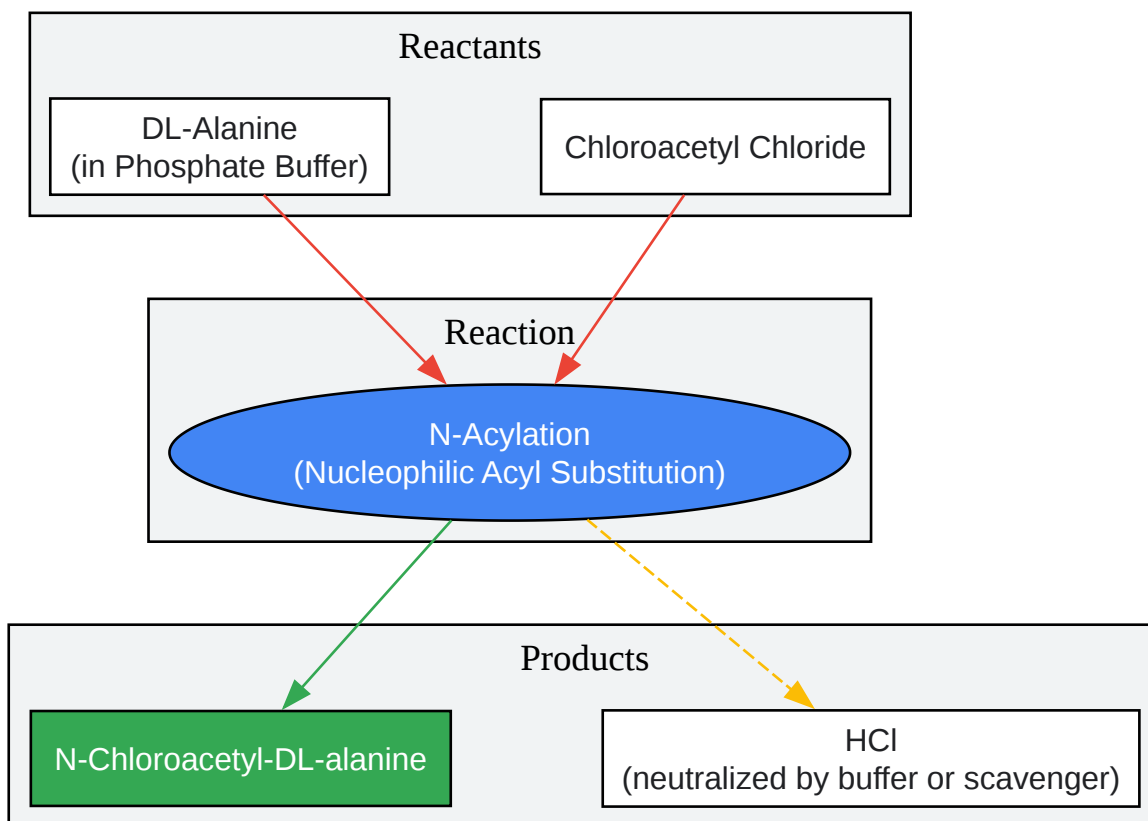 Reactants
DL-Alanine
(in Phosphate Buffer)
Chloroacetyl Chloride
Reaction
N-Acylation
(Nucleophilic Acyl Substitution)
Products
N-Chloroacetyl-DL-alanine
HCl
(neutralized by buffer or scavenger)